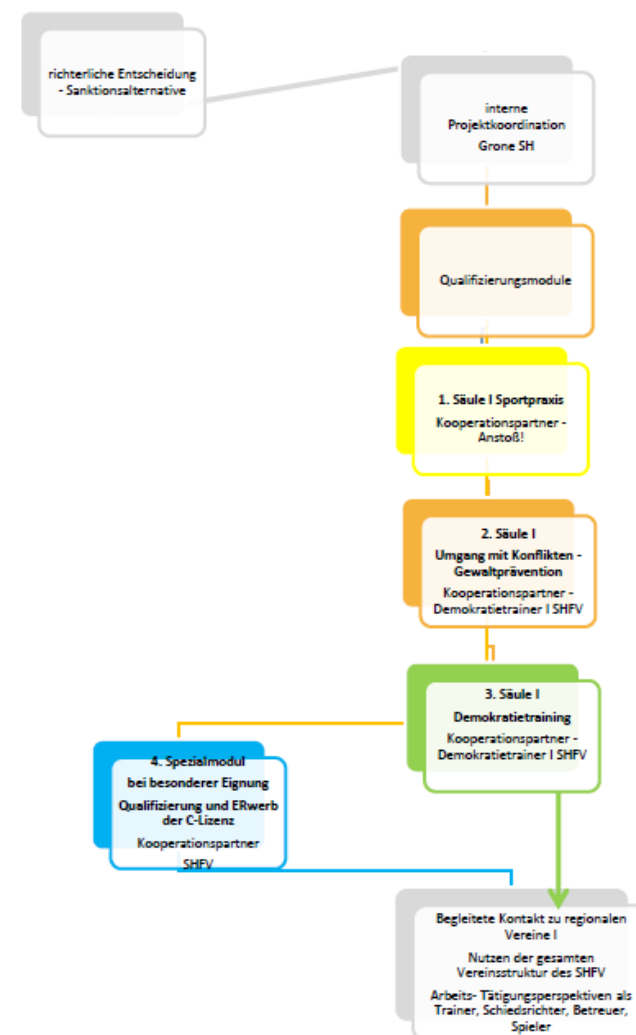 richterliche Entscheidung
- Sanktionsalternative
interne
Projektkoordination
Grone SH
Qualifizierungsmodule
1. Säule I Sportpraxis
Kooperationspartner -
Anstoß!
2. Säule I
Umgang mit Konflikten -
Gewaltprävention
Kooperationspartner -
Demokratietrainer I SHFV
3. Säule I
Demokratietraining
Kooperationspartner -
Demokratietrainer I SHFV
4. Spezialmodul
bei besonderer Eignung
Qualifizierung und ERwerb
der C-Lizenz
Kooperationspartner
SHFV
Begleitete Kontakt zu regionalen
Vereine I
Nutzen der gesamten
Vereinsstruktur des SHFV
Arbeits- Tätigungsperspektiven als
Trainer, Schiedsrichter, Betreuer,
Spieler